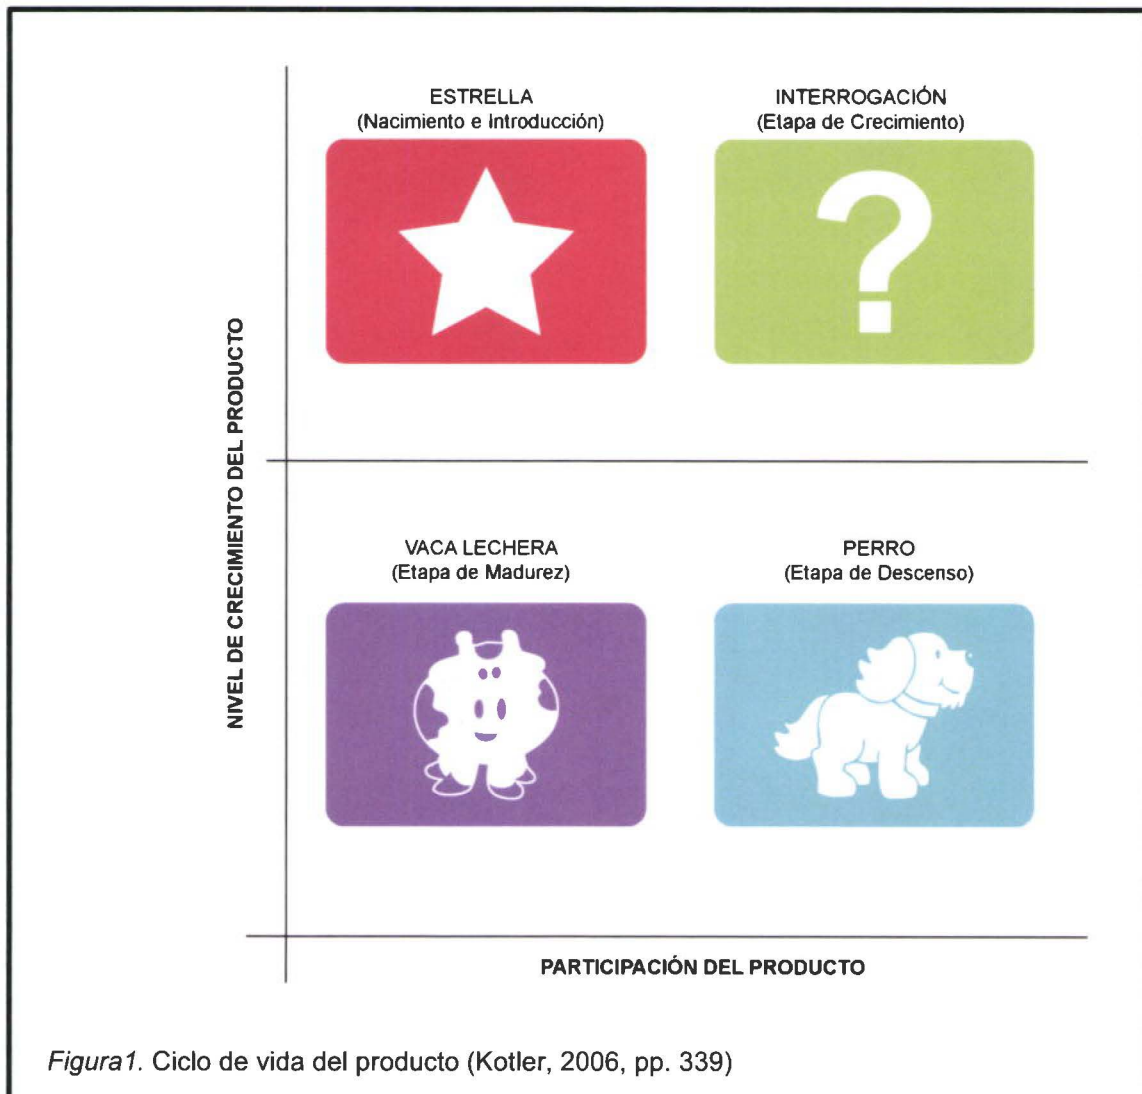 ESTRELLA
(Nacimiento e Introducción)
INTERROGACIÓN
(Etapa de Crecimiento)
?
NIVEL DE CRECIMIENTO DEL PRODUCTO
VACA LECHERA
(Etapa de Madurez)
PERRO
(Etapa de Descenso)
PARTICIPACIÓN DEL PRODUCTO
Figura1. Ciclo de vida del producto (Kotler, 2006, pp. 339)